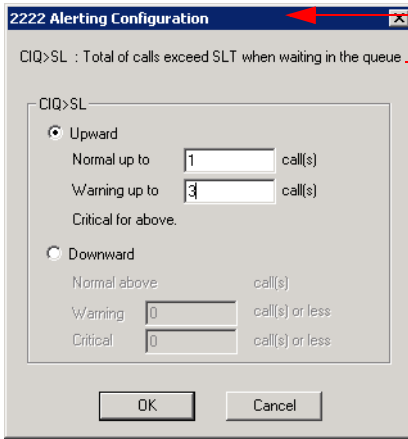 2222 Alerting Configuration
CIQ>SL : Total of calls exceed SLT when waiting in the queue
CIQ>SL
Upward
Normal up to 1 call(s)
Warning up to 3 call(s)
Critical for above.
Downward
Normal above call(s)
Warning 0 call(s) or less
Critical 0 call(s) or less
OK Cancel